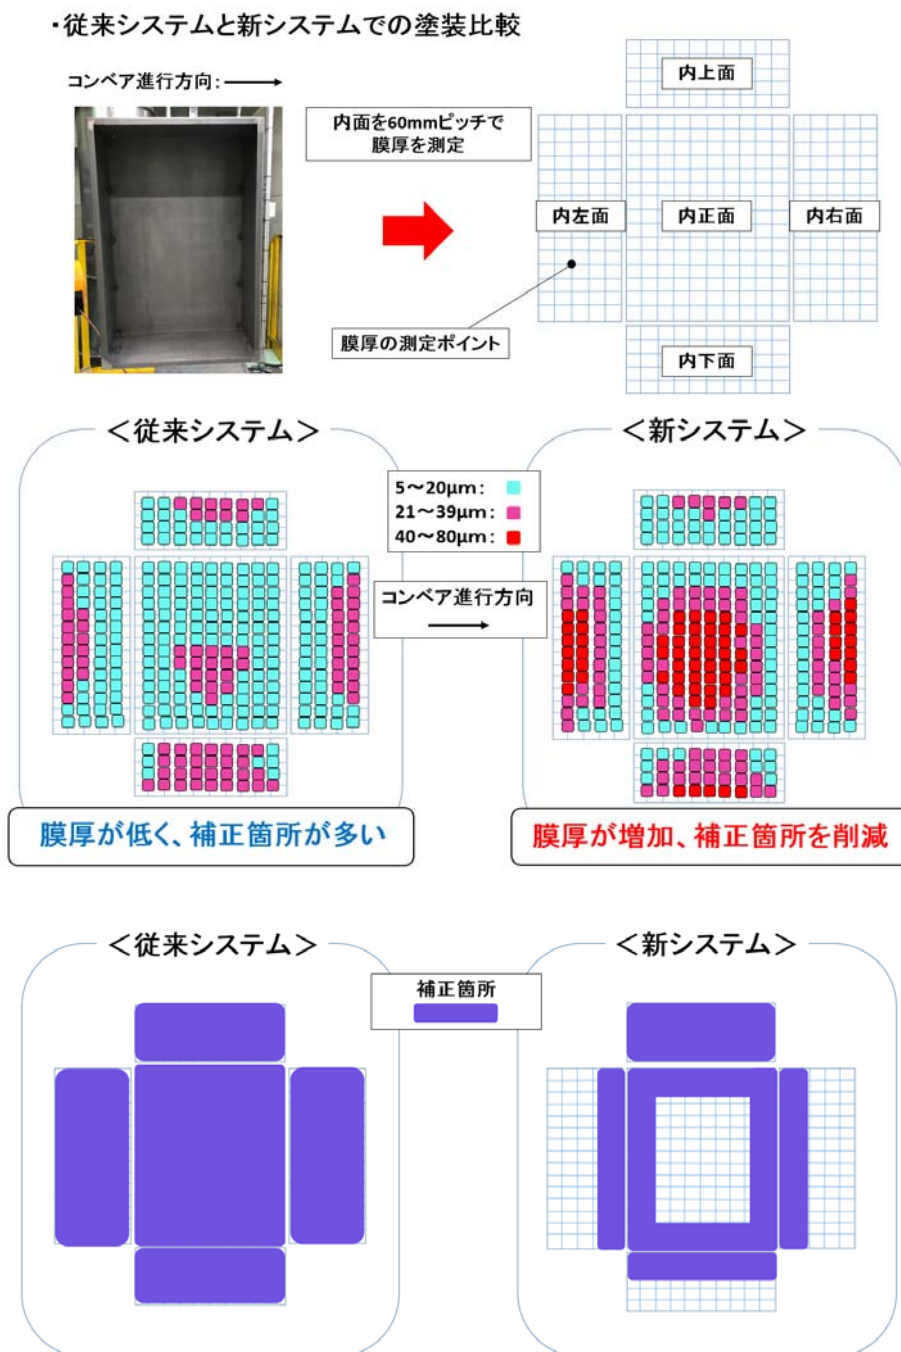 ・従来システムと新システムでの塗装比較
コンベア進行方向：
内面を60mmピッチで
膜厚を測定
内上面
内左面
内正面
内右面
内下面
膜厚の測定ポイント
＜従来システム＞
＜新システム＞
5～20μm：
21～39μm：
40～80μm：
コンベア進行方向
膜厚が低く、補正箇所が多い
膜厚が増加、補正箇所を削減
＜従来システム＞
＜新システム＞
補正箇所